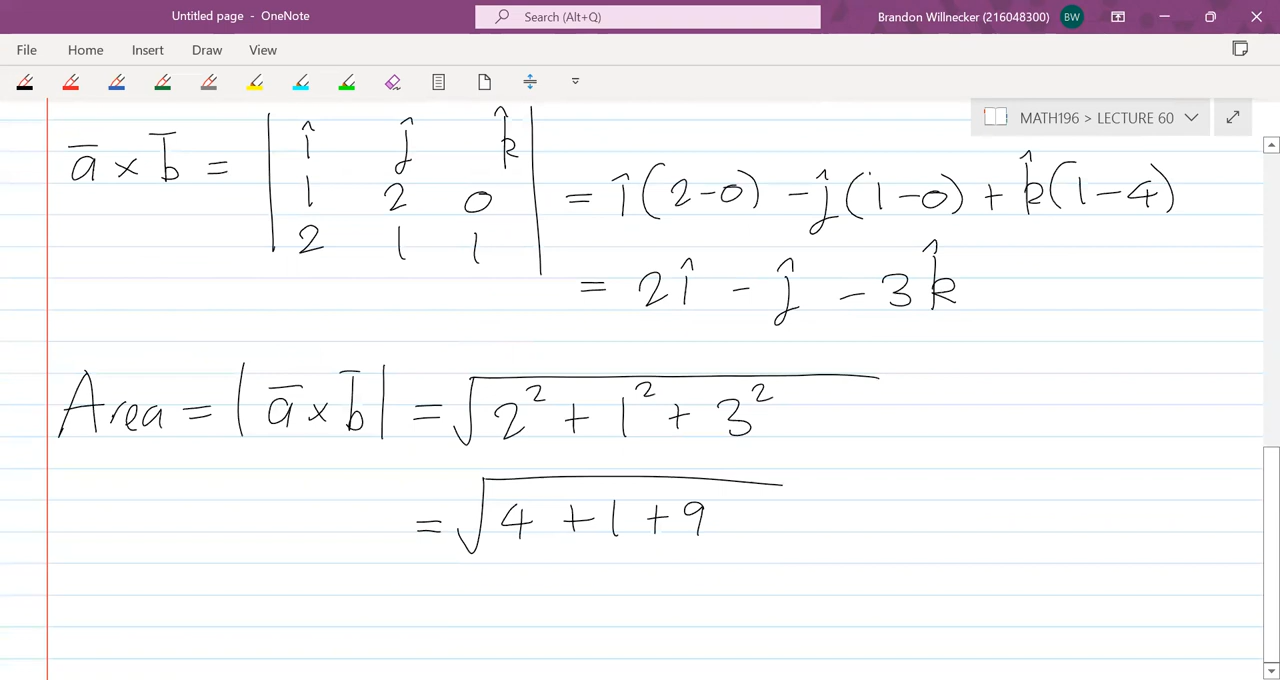 Untitled page - OneNote
Search (Alt+Q)
Brandon Willnecker (216048300) BW
File Home Insert Draw View
MATH196 > LECTURE 60
a̅ × b̅ = | î ĵ k̂ |
| 1 2 0 | = î(2-0) - ĵ(1-0) + k̂(1-4)
| 2 1 1 |
= 2î - ĵ - 3k̂
Area = |a̅ × b̅| = √(2² + 1² + 3²)
= √(4 + 1 + 9)